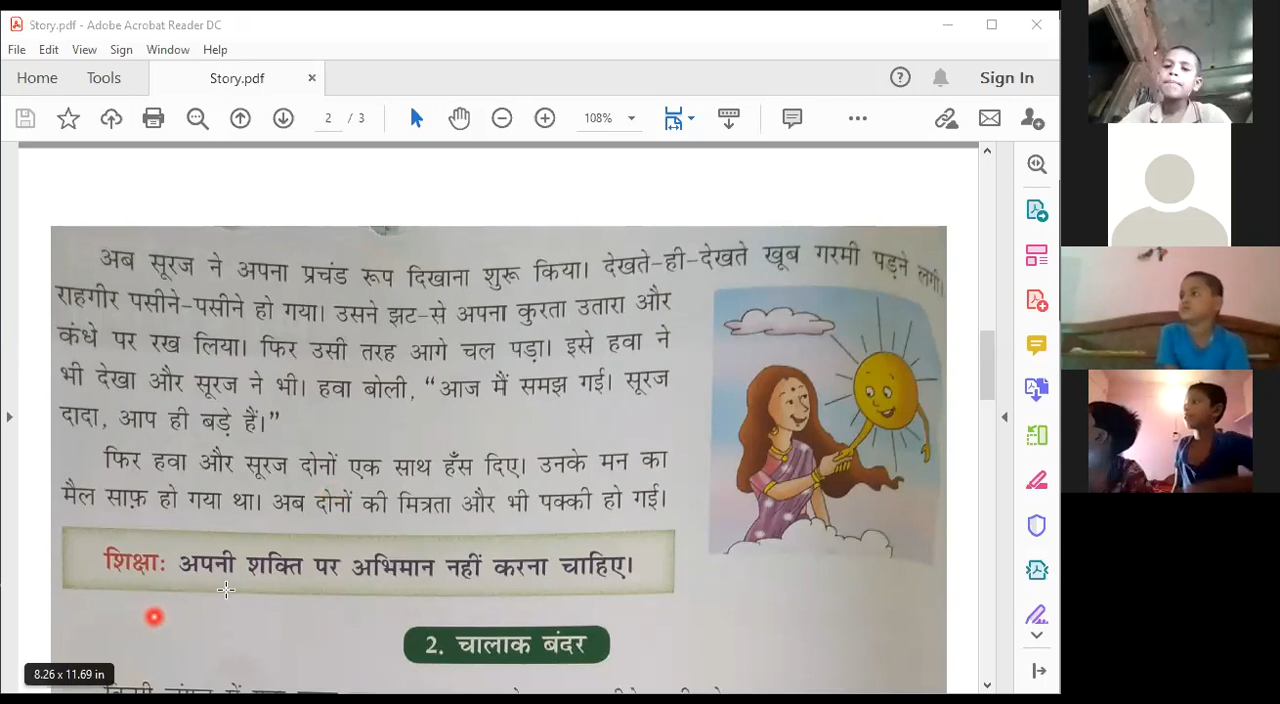 Story.pdf - Adobe Acrobat Reader DC
File Edit View Sign Window Help
Home Tools Story.pdf × Sign In
2 / 3 108%
अब सूरज ने अपना प्रचंड रूप दिखाना शुरू किया। देखते-ही-देखते खूब गरमी पड़ने लगी।
राहगीर पसीने-पसीने हो गया। उसने झट-से अपना कुरता उतारा और
कंधे पर रख लिया। फिर उसी तरह आगे चल पड़ा। इसे हवा ने
भी देखा और सूरज ने भी। हवा बोली, “आज मैं समझ गई। सूरज
दादा, आप ही बड़े हैं।”
फिर हवा और सूरज दोनों एक साथ हँस दिए। उनके मन का
मैल साफ़ हो गया था। अब दोनों की मित्रता और भी पक्की हो गई।
शिक्षाः अपनी शक्ति पर अभिमान नहीं करना चाहिए।
2. चालाक बंदर
8.26 x 11.69 in